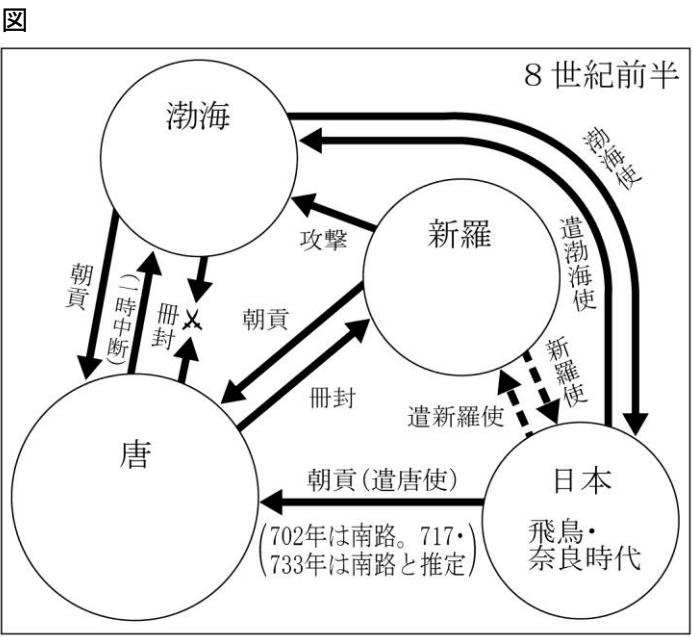 図
8世紀前半
渤海
渤海使
遣渤海使
新羅
攻撃
朝貢
(一時中断)
冊封
朝貢
冊封
新羅使
遣新羅使
唐
朝貢(遣唐使)
(702年は南路。717・
733年は南路と推定)
日本
飛鳥・
奈良時代